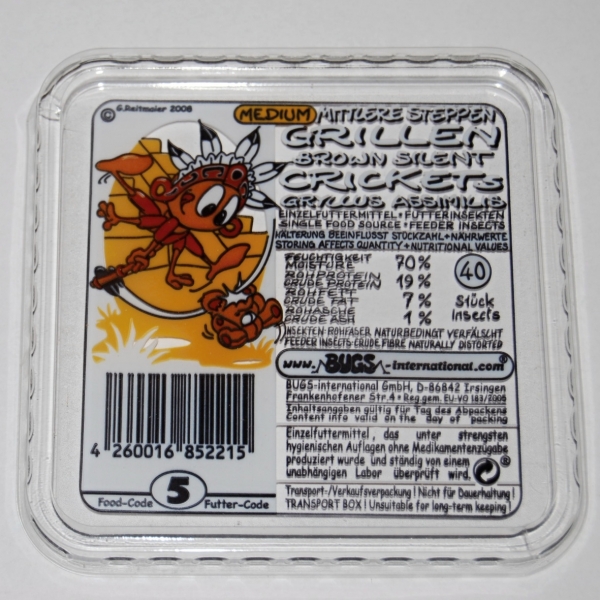 © G.Reitmaier 2008
MEDIUM MITTLERE STEPPEN
GRILLEN
BROWN SILENT
CRICKETs
GRYLLUS ASSIMILIS
EINZELFUTTERMITTEL • FUTTERINSEKTEN
SINGLE FOOD SOURCE • FEEDER INSECTS
HÄLTERUNG BEEINFLUSST STÜCKZAHL + NÄHRWERTE
STORING AFFECTS QUANTITY + NUTRITIONAL VALUES
FEUCHTIGKEIT
MOISTURE 70%
ROHPROTEIN
CRUDE PROTEIN 19%
ROHFETT
CRUDE FAT 7%
ROHASCHE
CRUDE ASH 1%
40
Stück
Insects
INSEKTEN-ROHFASER NATURBEDINGT VERFÄLSCHT
FEEDER INSECTS CRUDE FIBRE NATURALLY DISTORTED
www.BUGS-international.com®
BUGS-international GmbH, D-86842 Irsingen
Frankenhofener Str.4 • Reg.gem. EU-VO 183/2005
Inhaltsangaben gültig für Tag des Abpackens
Content info valid on the day of packing
Einzelfuttermittel, das unter strengsten
hygienischen Auflagen ohne Medikamentenzugabe
produziert wurde und ständig von einem
unabhängigen Labor überprüft wird.
®
Transport-/Verkaufsverpackung! Nicht für Dauerhaltung!
TRANSPORT BOX! Unsuitable for long-term keeping!
4 260016 852215
Food-Code 5 Futter-Code